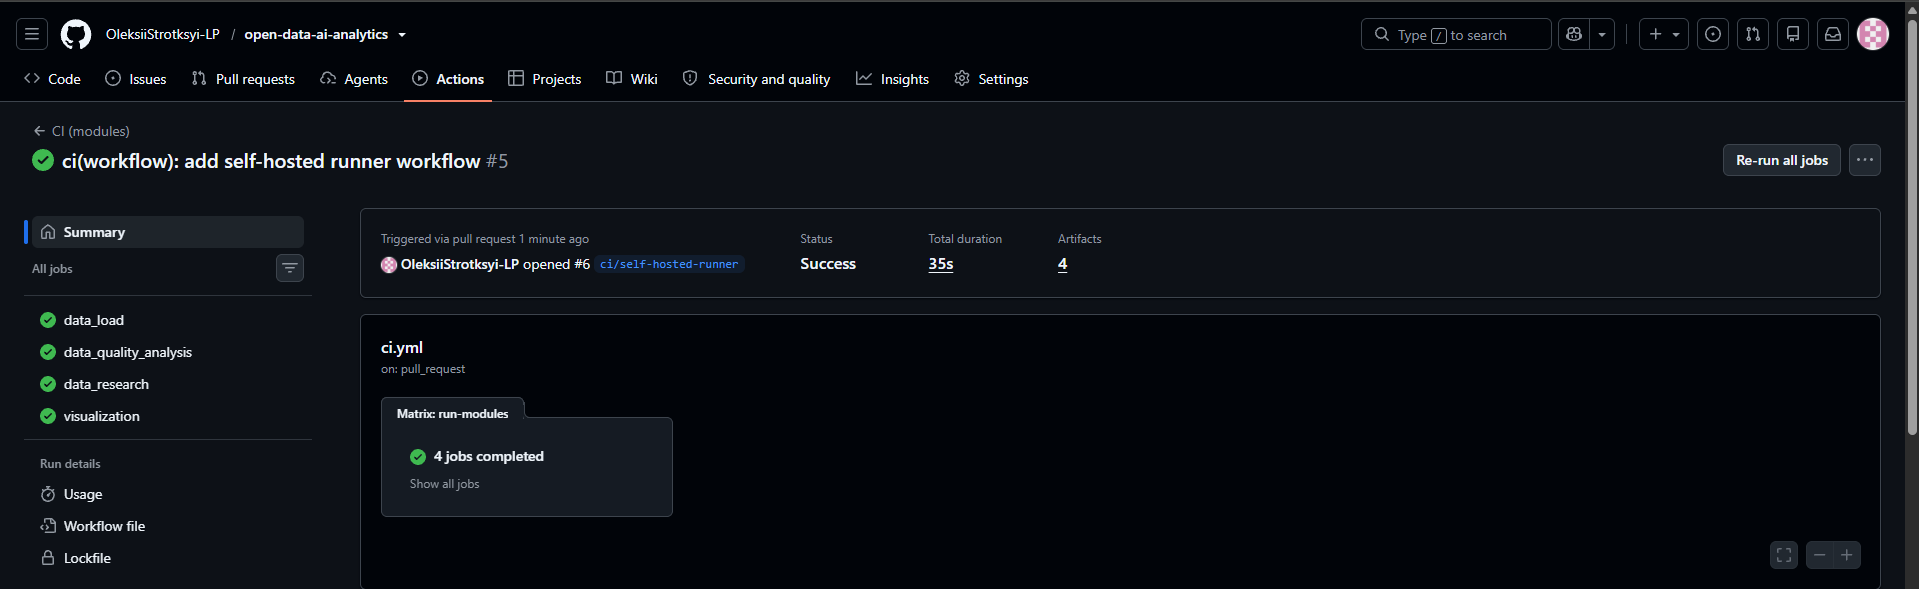 OleksiiStrotksyi-LP / open-data-ai-analytics
Type / to search
Code Issues Pull requests Agents Actions Projects Wiki Security and quality Insights Settings
← CI (modules)
ci(workflow): add self-hosted runner workflow #5
Re-run all jobs
Summary
All jobs
data_load
data_quality_analysis
data_research
visualization
Run details
Usage
Workflow file
Lockfile
Triggered via pull request 1 minute ago
OleksiiStrotksyi-LP opened #6 ci/self-hosted-runner
Status
Success
Total duration
35s
Artifacts
4
ci.yml
on: pull_request
Matrix: run-modules
4 jobs completed
Show all jobs